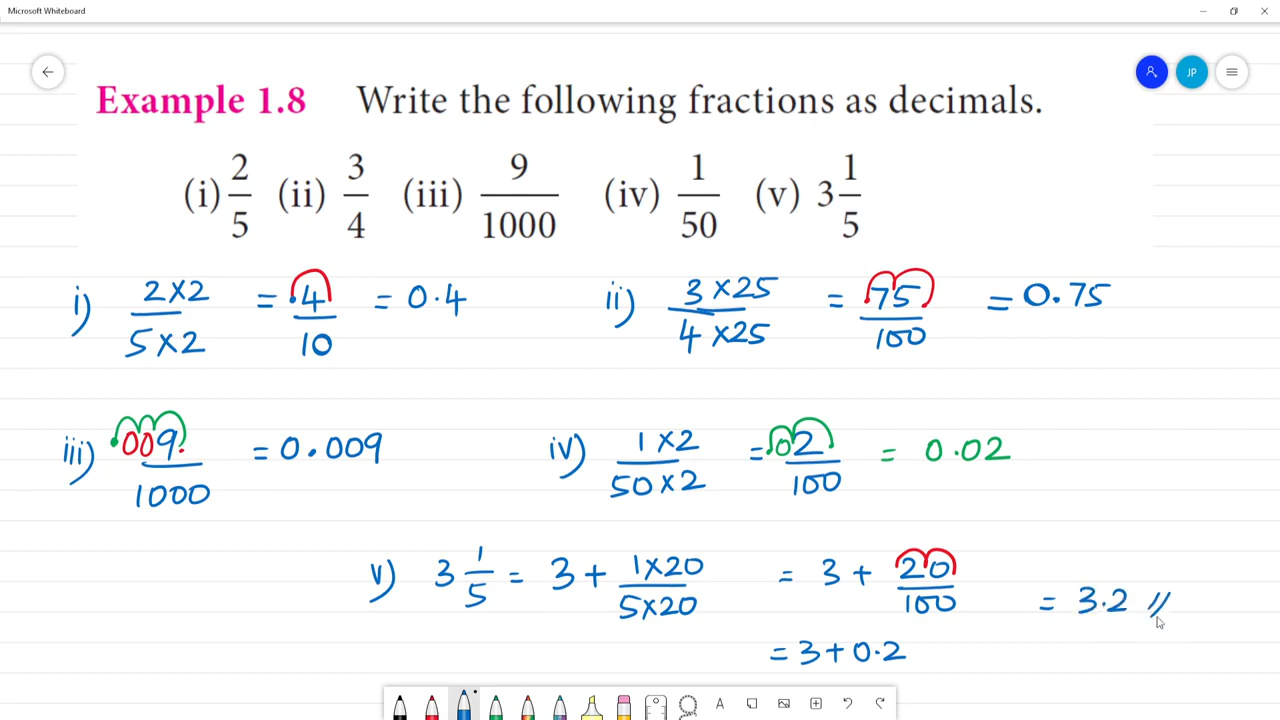 Microsoft Whiteboard
JP
Example 1.8 Write the following fractions as decimals.
(i) 2/5 (ii) 3/4 (iii) 9/1000 (iv) 1/50 (v) 3 1/5
i) 2×2/5×2 = .4/10 = 0.4
ii) 3×25/4×25 = .75/100 = 0.75
iii) .009./1000 = 0.009
iv) 1×2/50×2 = .02/100 = 0.02
v) 3 1/5 = 3 + 1×20/5×20 = 3 + 20/100 = 3.2 //
= 3+0.2
A